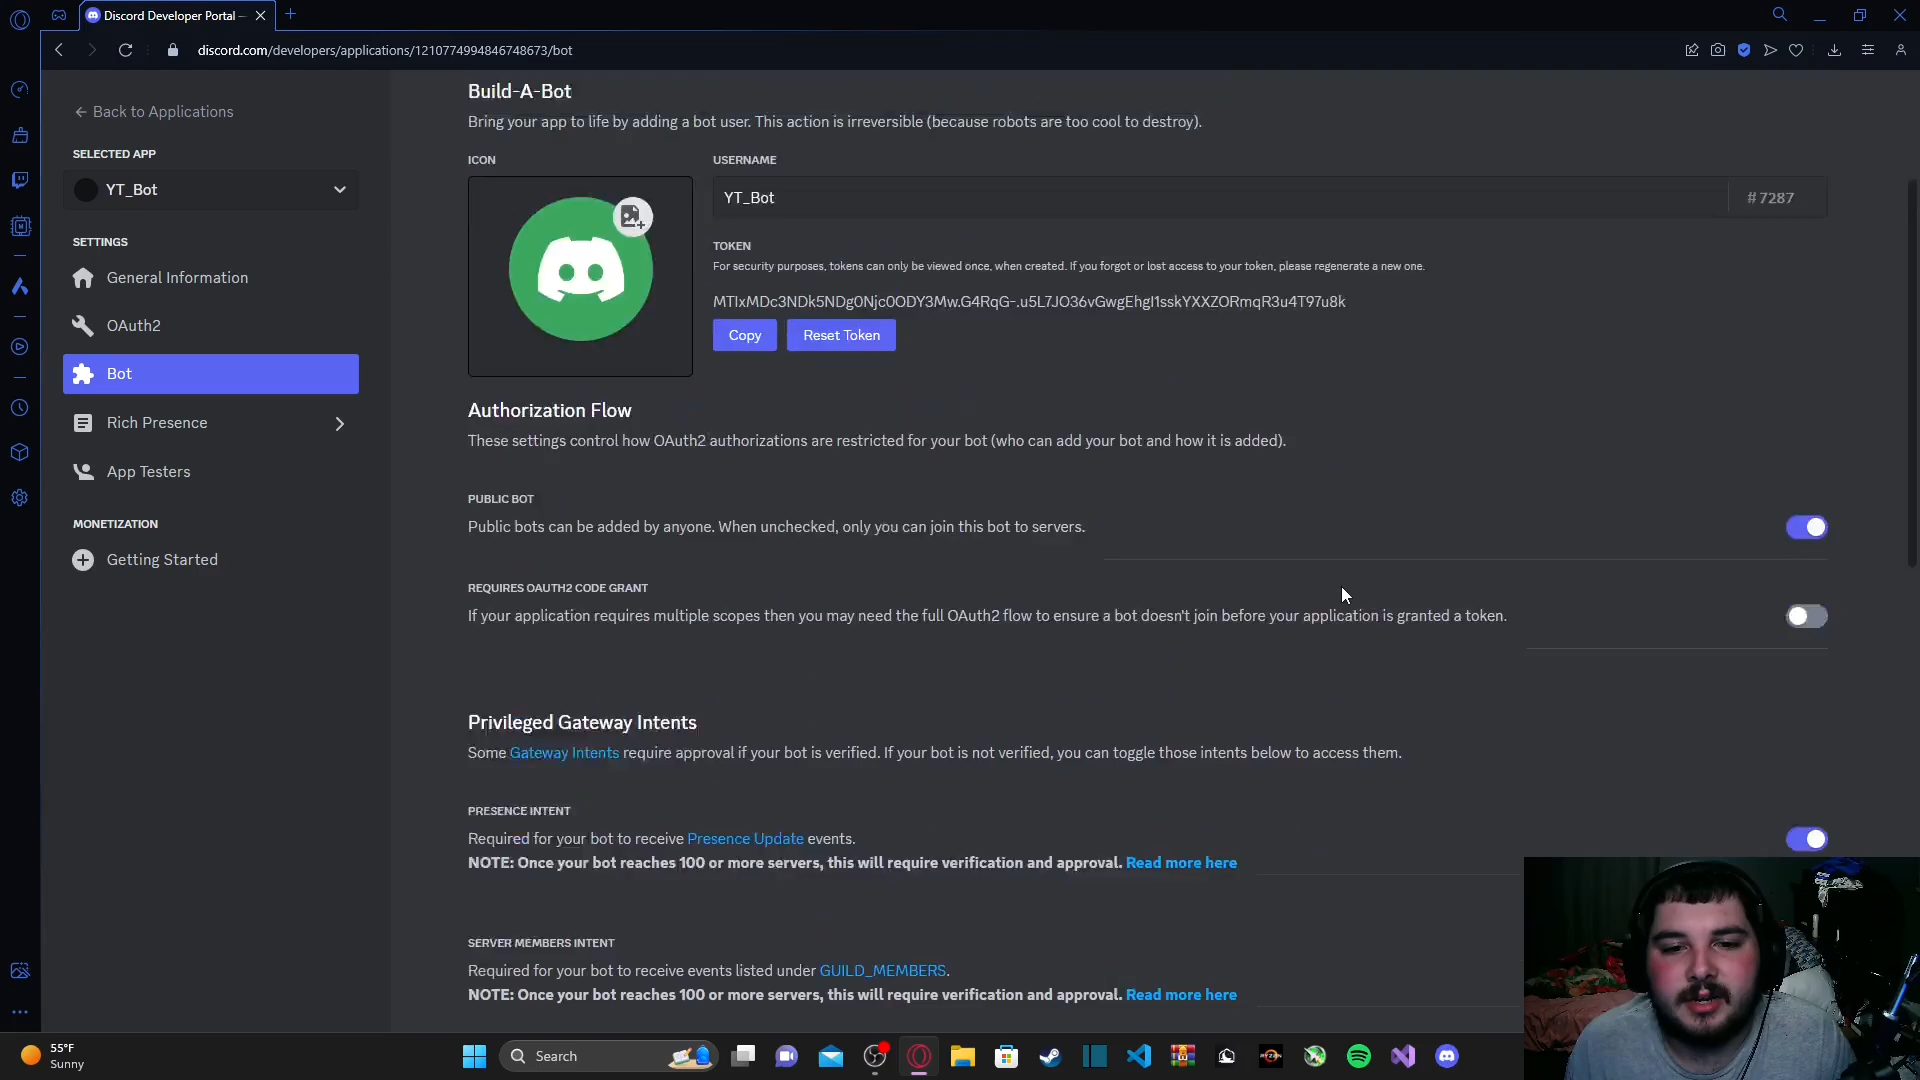 Discord Developer Portal —
discord.com/developers/applications/1210774994846748673/bot
← Back to Applications
SELECTED APP
YT_Bot
SETTINGS
General Information
OAuth2
Bot
Rich Presence
App Testers
MONETIZATION
Getting Started
Build-A-Bot
Bring your app to life by adding a bot user. This action is irreversible (because robots are too cool to destroy).
ICON
USERNAME
YT_Bot
#7287
TOKEN
For security purposes, tokens can only be viewed once, when created. If you forgot or lost access to your token, please regenerate a new one.
Copy
Reset Token
Authorization Flow
These settings control how OAuth2 authorizations are restricted for your bot (who can add your bot and how it is added).
PUBLIC BOT
Public bots can be added by anyone. When unchecked, only you can join this bot to servers.
REQUIRES OAUTH2 CODE GRANT
If your application requires multiple scopes then you may need the full OAuth2 flow to ensure a bot doesn't join before your application is granted a token.
Privileged Gateway Intents
Some Gateway Intents require approval if your bot is verified. If your bot is not verified, you can toggle those intents below to access them.
PRESENCE INTENT
Required for your bot to receive Presence Update events.
NOTE: Once your bot reaches 100 or more servers, this will require verification and approval. Read more here
SERVER MEMBERS INTENT
Required for your bot to receive events listed under GUILD_MEMBERS.
NOTE: Once your bot reaches 100 or more servers, this will require verification and approval. Read more here
55°F
Sunny
Search